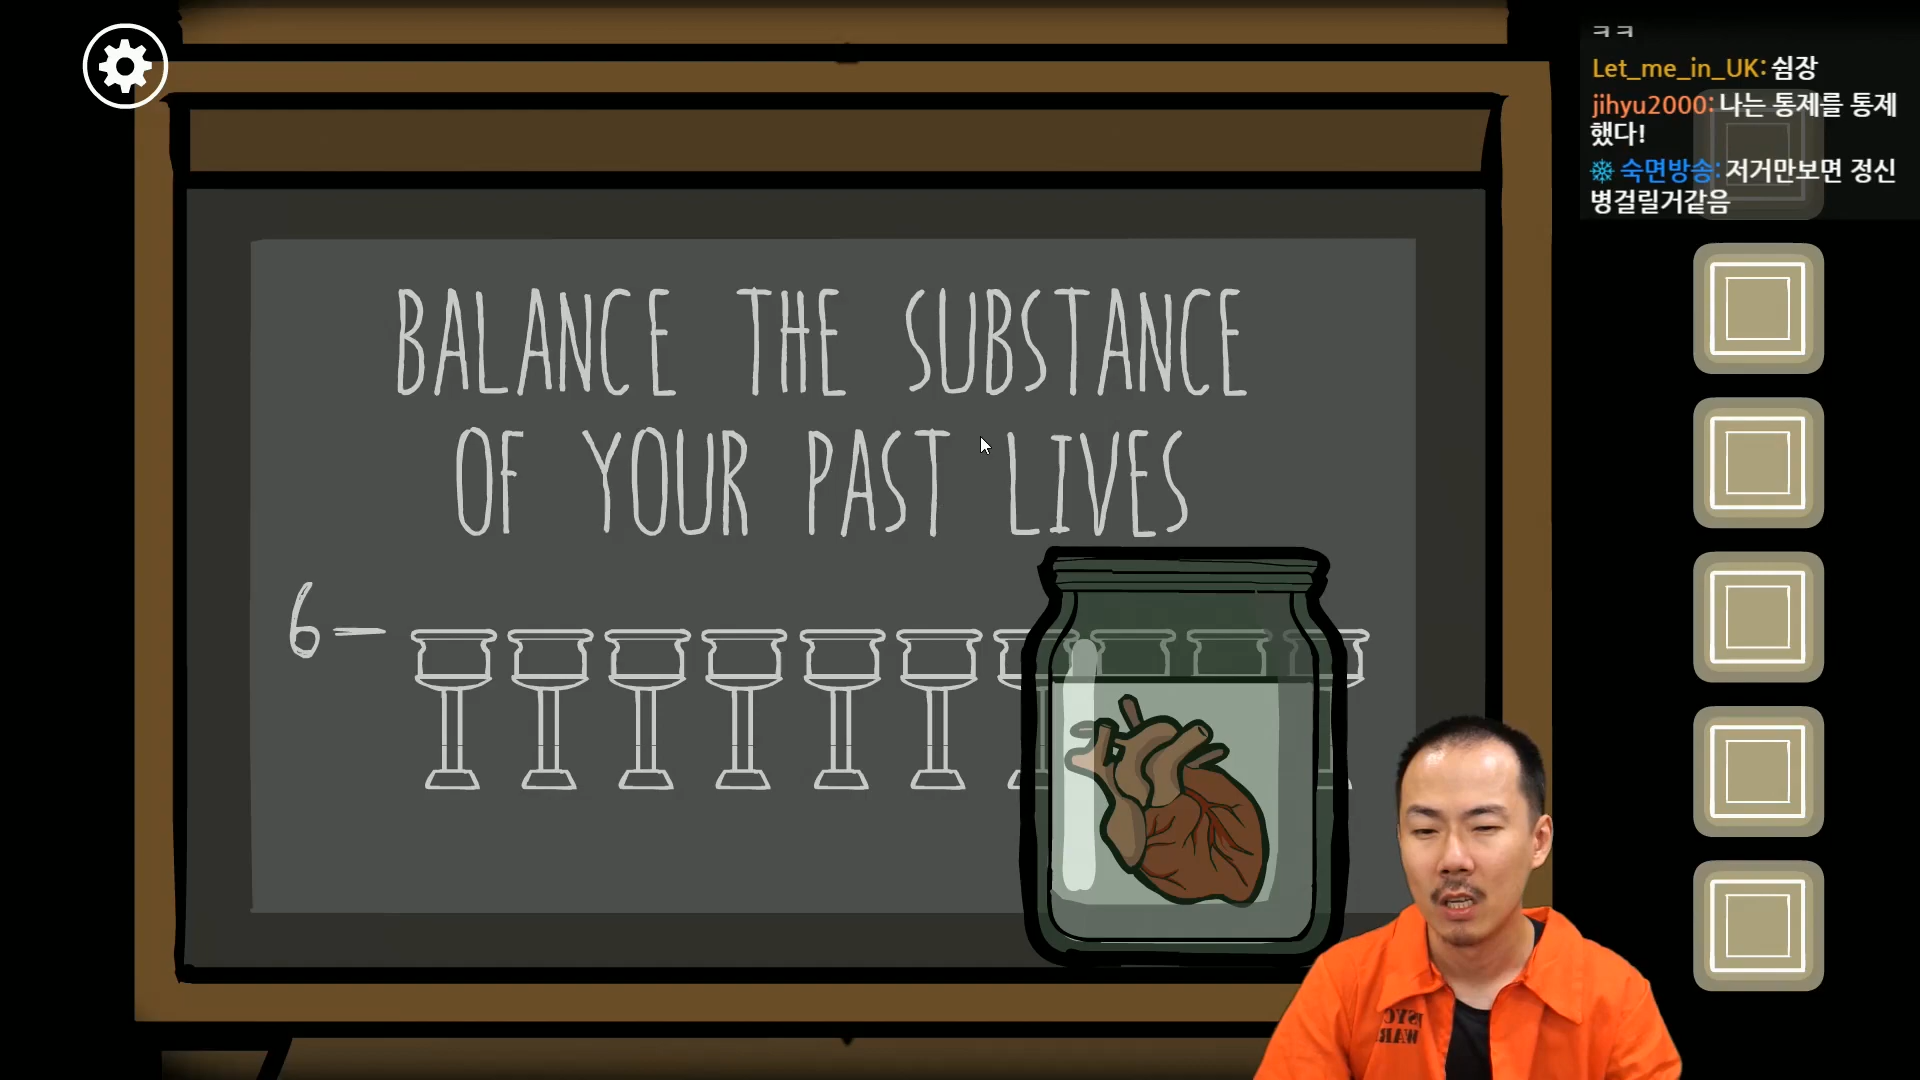 BALANCE THE SUBSTANCE
OF YOUR PAST LIVES
6—
ㅋㅋ
Let_me_in_UK: 쉼장
jihyu2000: 나는 통제를 통제
했다!
숙면방송: 저거만보면 정신
병걸릴거같음
PSYC
WAR